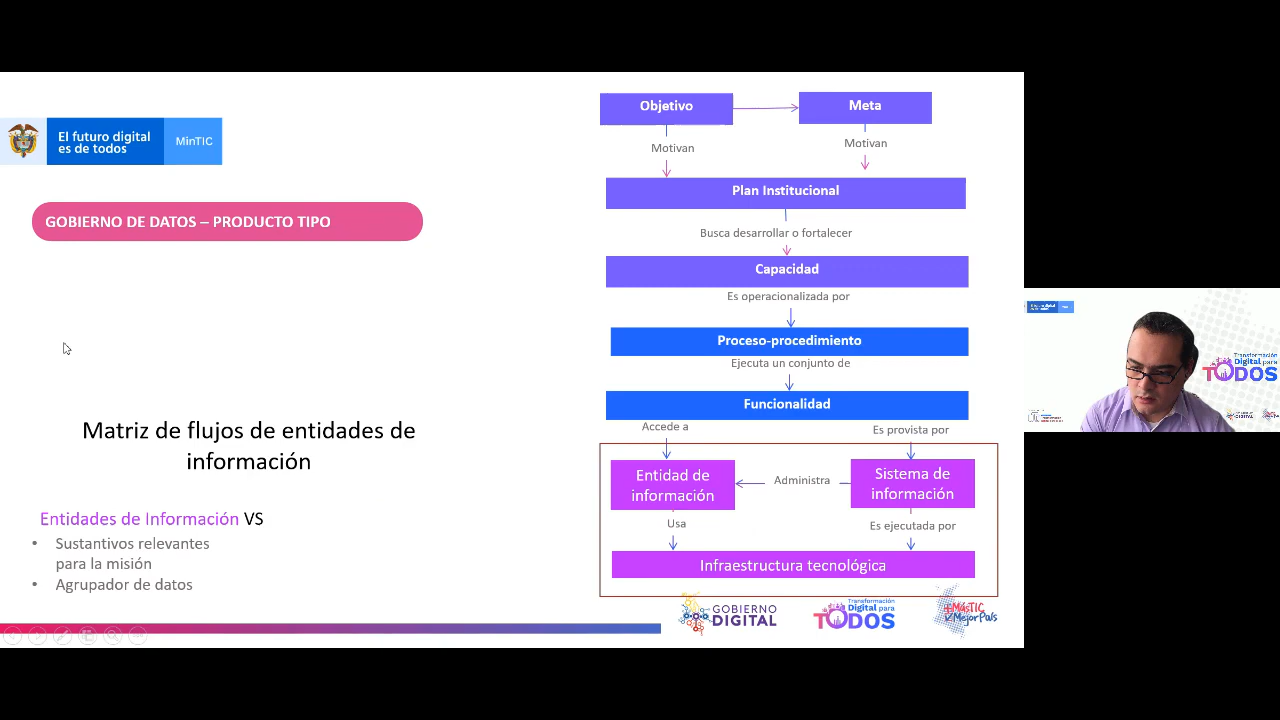 El futuro digital
es de todos
MinTIC
GOBIERNO DE DATOS – PRODUCTO TIPO
Matriz de flujos de entidades de
información
Entidades de Información VS
• Sustantivos relevantes
para la misión
• Agrupador de datos
Objetivo
Meta
Motivan
Motivan
Plan Institucional
Busca desarrollar o fortalecer
Capacidad
Es operacionalizada por
Proceso-procedimiento
Ejecuta un conjunto de
Funcionalidad
Accede a
Es provista por
Entidad de
información
Administra
Sistema de
información
Usa
Es ejecutada por
Infraestructura tecnológica
GOBIERNO
DIGITAL
Transformación
Digital para
TODOS
+MásTIC
MejorPaís
Transformación
Digital para
TODOS